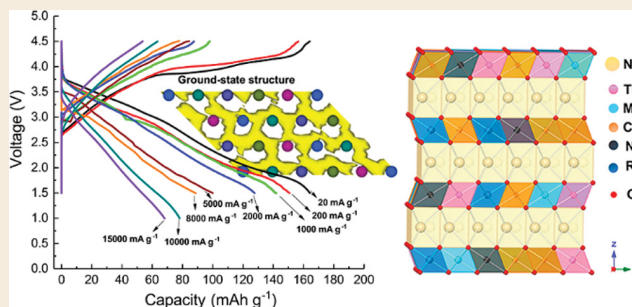 Voltage (V)
5.0
4.5
4.0
3.5
3.0
2.5
2.0
1.5
1.0
0.5
0.0
Ground-state structure
5000 mA g⁻¹
8000 mA g⁻¹
2000 mA g⁻¹
20 mA g⁻¹
200 mA g⁻¹
1000 mA g⁻¹
15000 mA g⁻¹
10000 mA g⁻¹
0 20 40 60 80 100 120 140 160 180 200
Capacity (mAh g⁻¹)
N
T
M
C
N
R
O
z